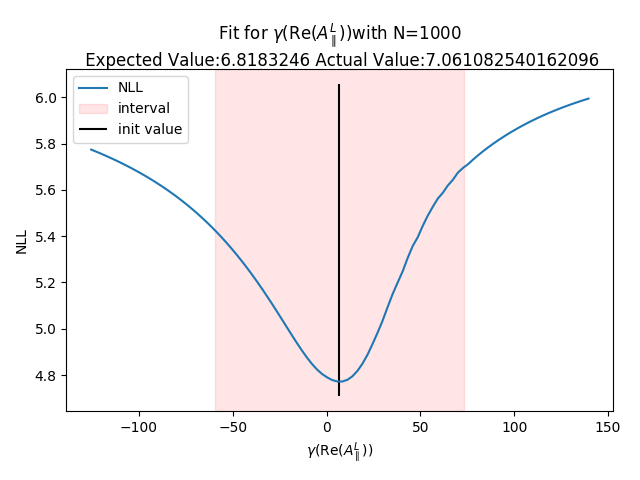 Fit for γ(Re(A_∥^L))with N=1000
Expected Value:6.8183246 Actual Value:7.061082540162096
NLL
interval
init value
6.0
5.8
5.6
5.4
5.2
5.0
4.8
NLL
−100 −50 0 50 100 150
γ(Re(A_∥^L))